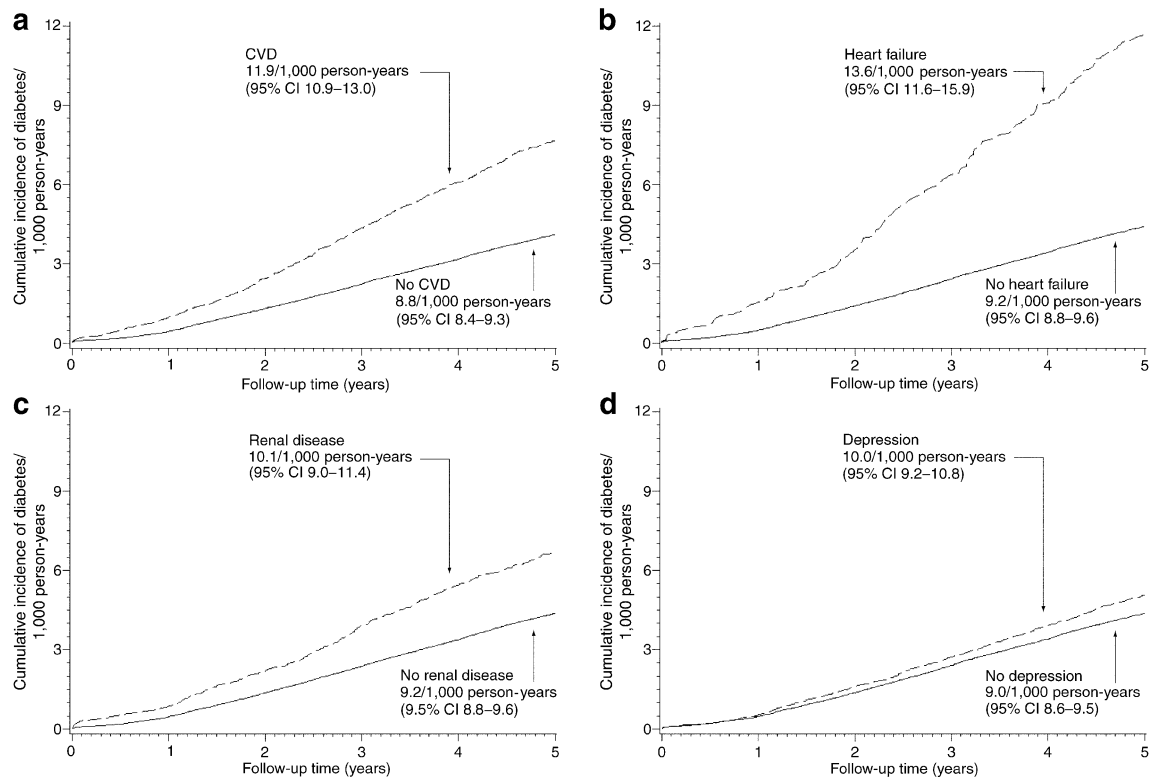 a
12
9
6
3
0
Cumulative incidence of diabetes/
1,000 person-years
CVD
11.9/1,000 person-years
(95% CI 10.9–13.0)
No CVD
8.8/1,000 person-years
(95% CI 8.4–9.3)
0 1 2 3 4 5
Follow-up time (years)
b
12
9
6
3
0
Cumulative incidence of diabetes/
1,000 person-years
Heart failure
13.6/1,000 person-years
(95% CI 11.6–15.9)
No heart failure
9.2/1,000 person-years
(95% CI 8.8–9.6)
0 1 2 3 4 5
Follow-up time (years)
c
12
9
6
3
0
Cumulative incidence of diabetes/
1,000 person-years
Renal disease
10.1/1,000 person-years
(95% CI 9.0–11.4)
No renal disease
9.2/1,000 person-years
(9.5% CI 8.8–9.6)
0 1 2 3 4 5
Follow-up time (years)
d
12
9
6
3
0
Cumulative incidence of diabetes/
1,000 person-years
Depression
10.0/1,000 person-years
(95% CI 9.2–10.8)
No depression
9.0/1,000 person-years
(95% CI 8.6–9.5)
0 1 2 3 4 5
Follow-up time (years)